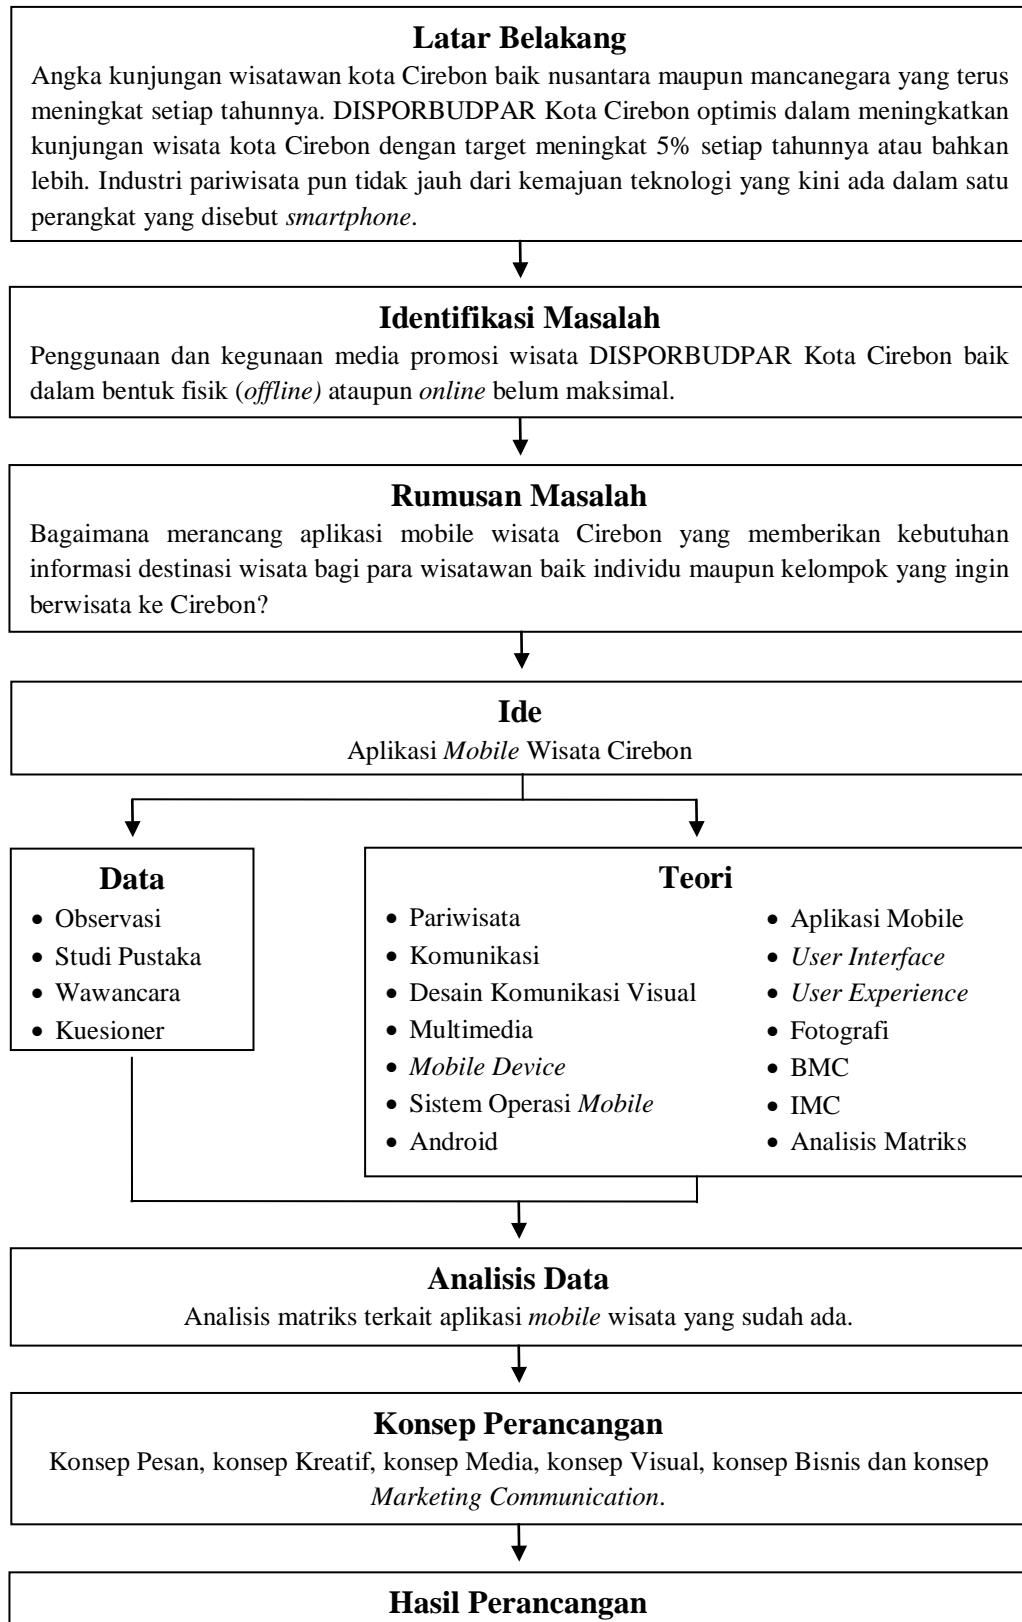 Latar Belakang
Angka kunjungan wisatawan kota Cirebon baik nusantara maupun mancanegara yang terus
meningkat setiap tahunnya. DISPORBUDPAR Kota Cirebon optimis dalam meningkatkan
kunjungan wisata kota Cirebon dengan target meningkat 5% setiap tahunnya atau bahkan
lebih. Industri pariwisata pun tidak jauh dari kemajuan teknologi yang kini ada dalam satu
perangkat yang disebut smartphone.
Identifikasi Masalah
Penggunaan dan kegunaan media promosi wisata DISPORBUDPAR Kota Cirebon baik
dalam bentuk fisik (offline) ataupun online belum maksimal.
Rumusan Masalah
Bagaimana merancang aplikasi mobile wisata Cirebon yang memberikan kebutuhan
informasi destinasi wisata bagi para wisatawan baik individu maupun kelompok yang ingin
berwisata ke Cirebon?
Ide
Aplikasi Mobile Wisata Cirebon
Data
• Observasi
• Studi Pustaka
• Wawancara
• Kuesioner
Teori
• Pariwisata
• Komunikasi
• Desain Komunikasi Visual
• Multimedia
• Mobile Device
• Sistem Operasi Mobile
• Android
• Aplikasi Mobile
• User Interface
• User Experience
• Fotografi
• BMC
• IMC
• Analisis Matriks
Analisis Data
Analisis matriks terkait aplikasi mobile wisata yang sudah ada.
Konsep Perancangan
Konsep Pesan, konsep Kreatif, konsep Media, konsep Visual, konsep Bisnis dan konsep
Marketing Communication.
Hasil Perancangan